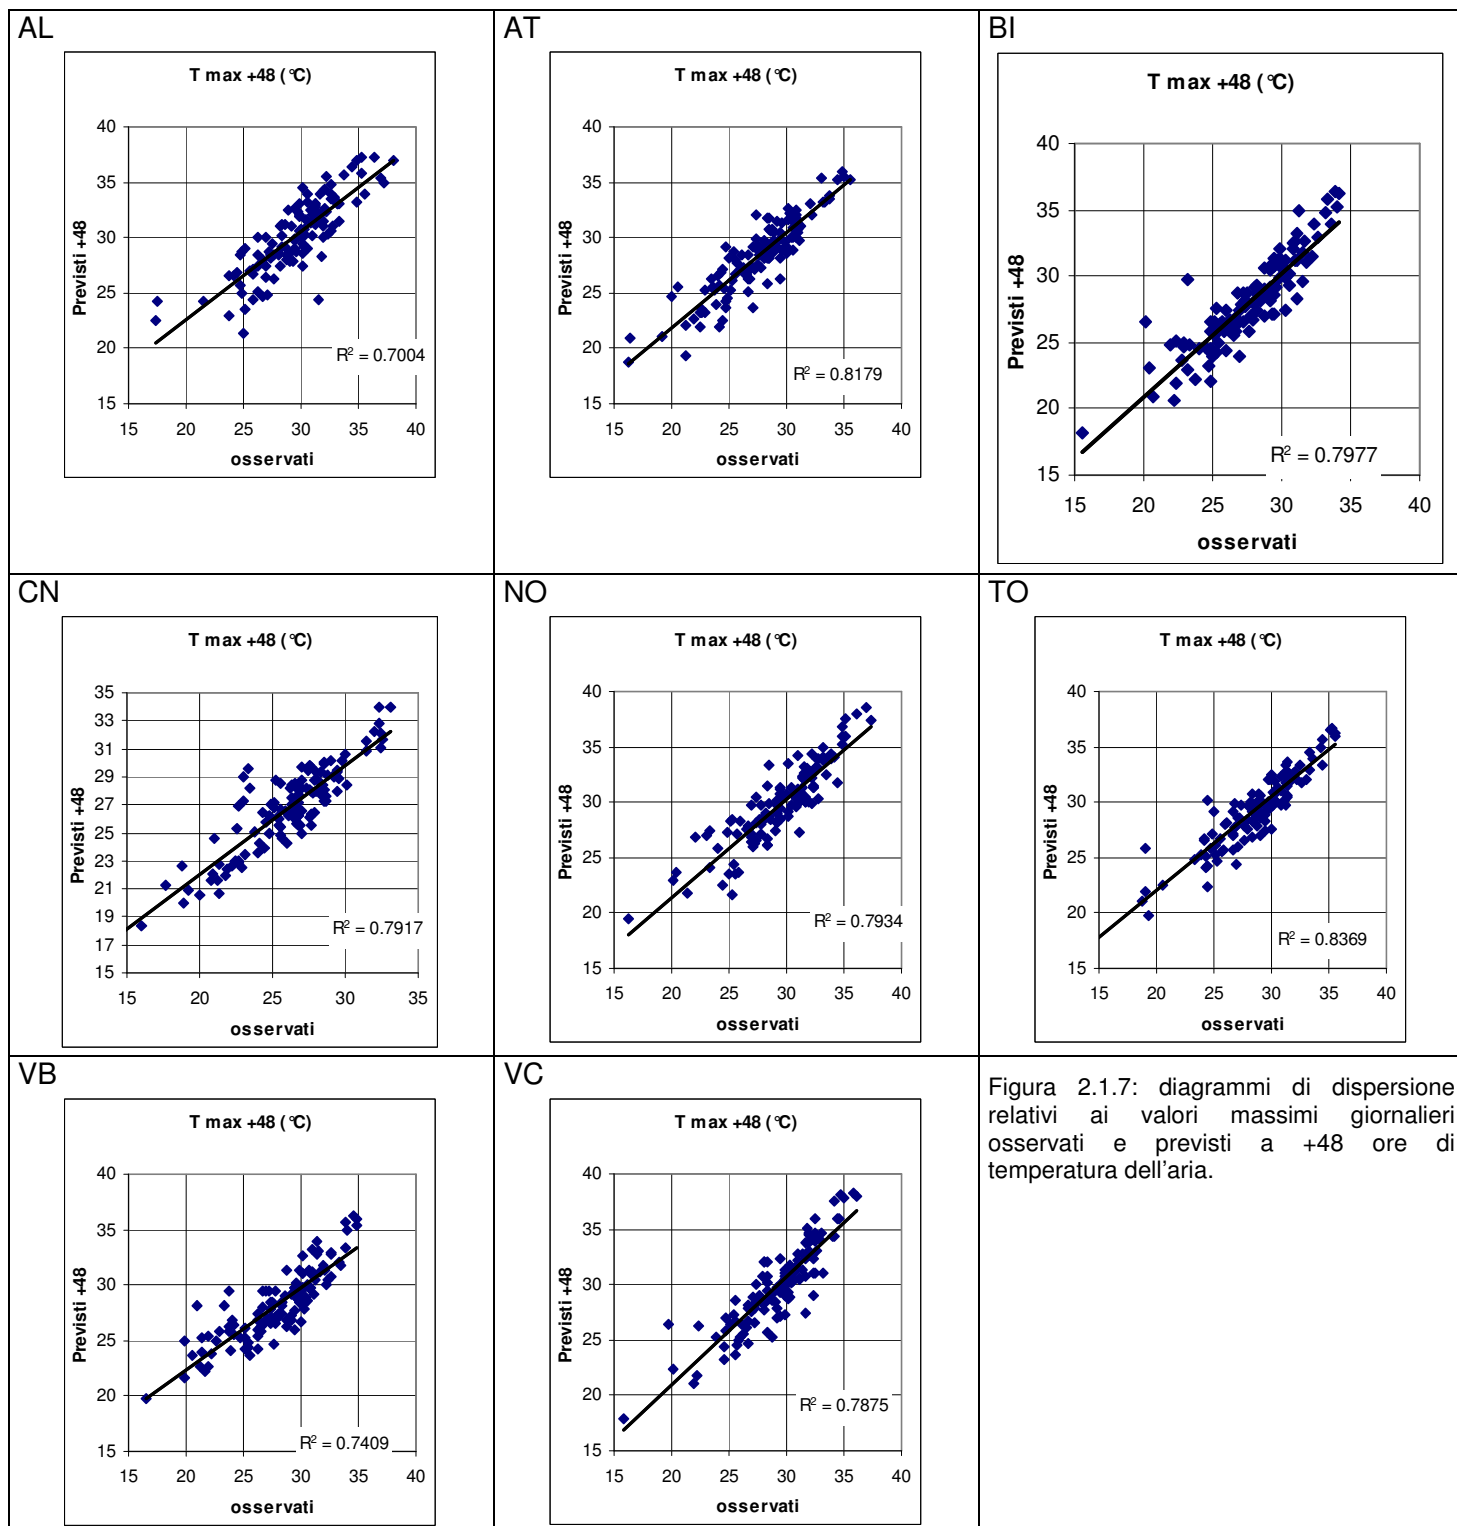 AL
T max +48 (°C)
40
35
30
25
20
15
Previsti +48
R² = 0.7004
15 20 25 30 35 40
osservati
AT
T max +48 (°C)
40
35
30
25
20
15
Previsti +48
R² = 0.8179
15 20 25 30 35 40
osservati
BI
T max +48 (°C)
40
35
30
25
20
15
Previsti +48
R² = 0.7977
15 20 25 30 35 40
osservati
CN
T max +48 (°C)
35
33
31
29
27
25
23
21
19
17
15
Previsti +48
R² = 0.7917
15 20 25 30 35
osservati
NO
T max +48 (°C)
40
35
30
25
20
15
Previsti +48
R² = 0.7934
15 20 25 30 35 40
osservati
TO
T max +48 (°C)
40
35
30
25
20
15
Previsti +48
R² = 0.8369
15 20 25 30 35 40
osservati
VB
T max +48 (°C)
40
35
30
25
20
15
Previsti +48
R² = 0.7409
15 20 25 30 35 40
osservati
VC
T max +48 (°C)
40
35
30
25
20
15
Previsti +48
R² = 0.7875
15 20 25 30 35 40
osservati
Figura 2.1.7: diagrammi di dispersione
relativi ai valori massimi giornalieri
osservati e previsti a +48 ore di
temperatura dell'aria.